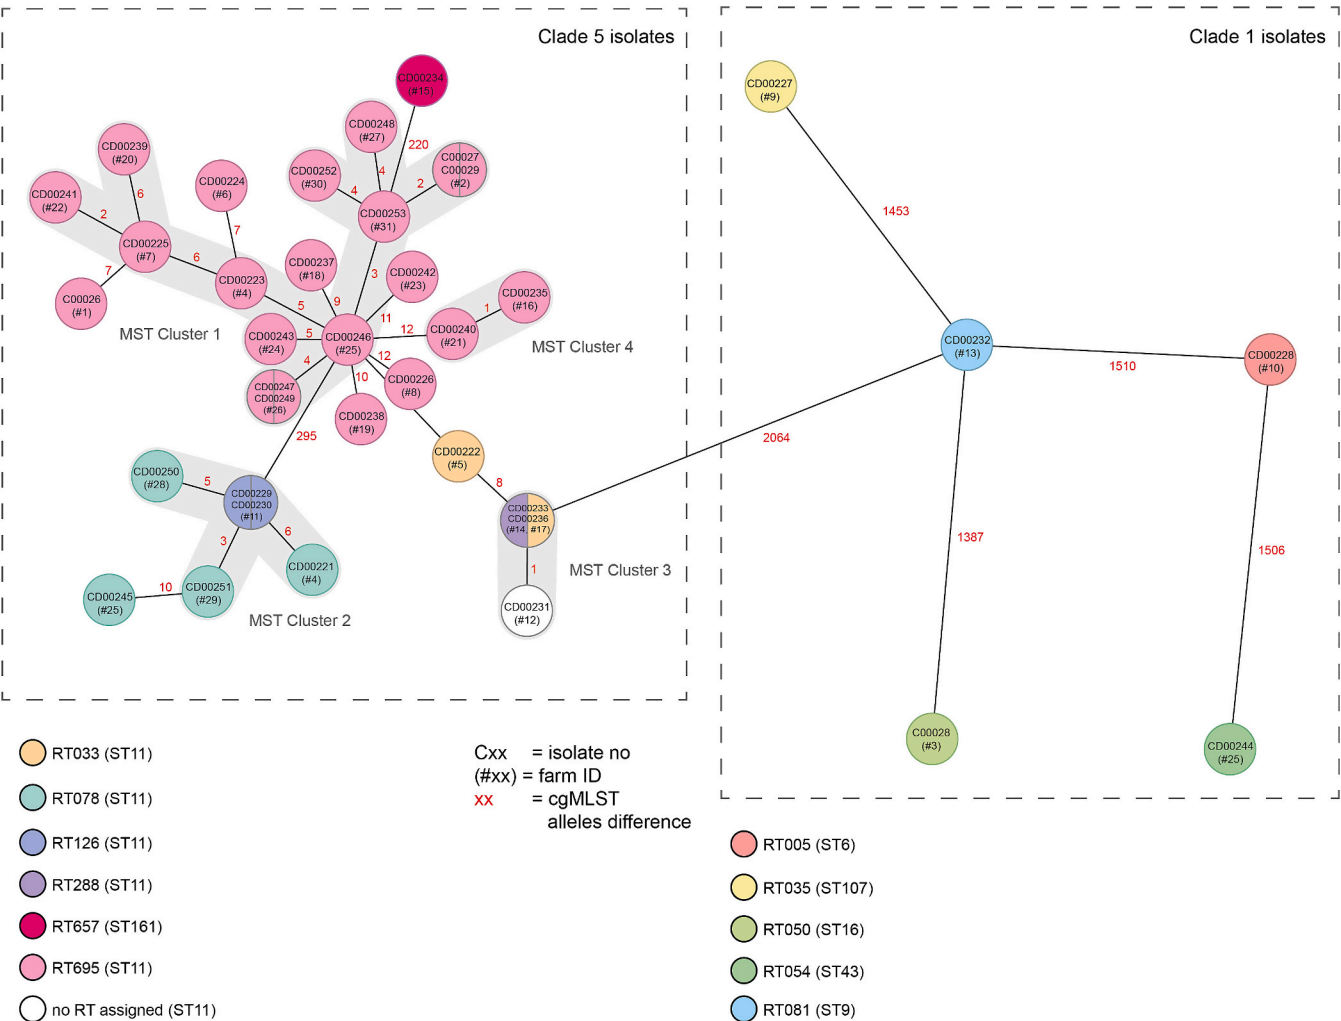 Clade 5 isolates
Clade 1 isolates
CD00234
(#15)
CD00227
(#9)
CD00248
(#27)
220
CD00239
(#20)
C00027
C00029
(#2)
CD00252
(#30)
4
4
2
CD00224
(#6)
CD00241
(#22)
6
2
CD00253
(#31)
1453
7
CD00225
(#7)
6
7
CD00223
(#4)
CD00237
(#18)
3
CD00242
(#23)
CD00235
(#16)
C00026
(#1)
9
5
11
1
MST Cluster 1
CD00243
(#24)
5
CD00246
(#25)
12
CD00240
(#21)
MST Cluster 4
CD00232
(#13)
CD00228
(#10)
1510
4
12
10
CD00226
(#8)
CD00247
CD00249
(#26)
CD00238
(#19)
295
2064
CD00222
(#5)
CD00250
(#28)
5
8
CD00229
CD00230
(#11)
CD00233
CD00236
(#14, #17)
6
3
1387
1506
CD00221
(#4)
1
MST Cluster 3
10
CD00245
(#25)
CD00251
(#29)
CD00231
(#12)
MST Cluster 2
C00028
(#3)
CD00244
(#25)
RT033 (ST11)
RT078 (ST11)
RT126 (ST11)
RT288 (ST11)
RT657 (ST161)
RT695 (ST11)
no RT assigned (ST11)
Cxx = isolate no
(#xx) = farm ID
xx = cgMLST
alleles difference
RT005 (ST6)
RT035 (ST107)
RT050 (ST16)
RT054 (ST43)
RT081 (ST9)